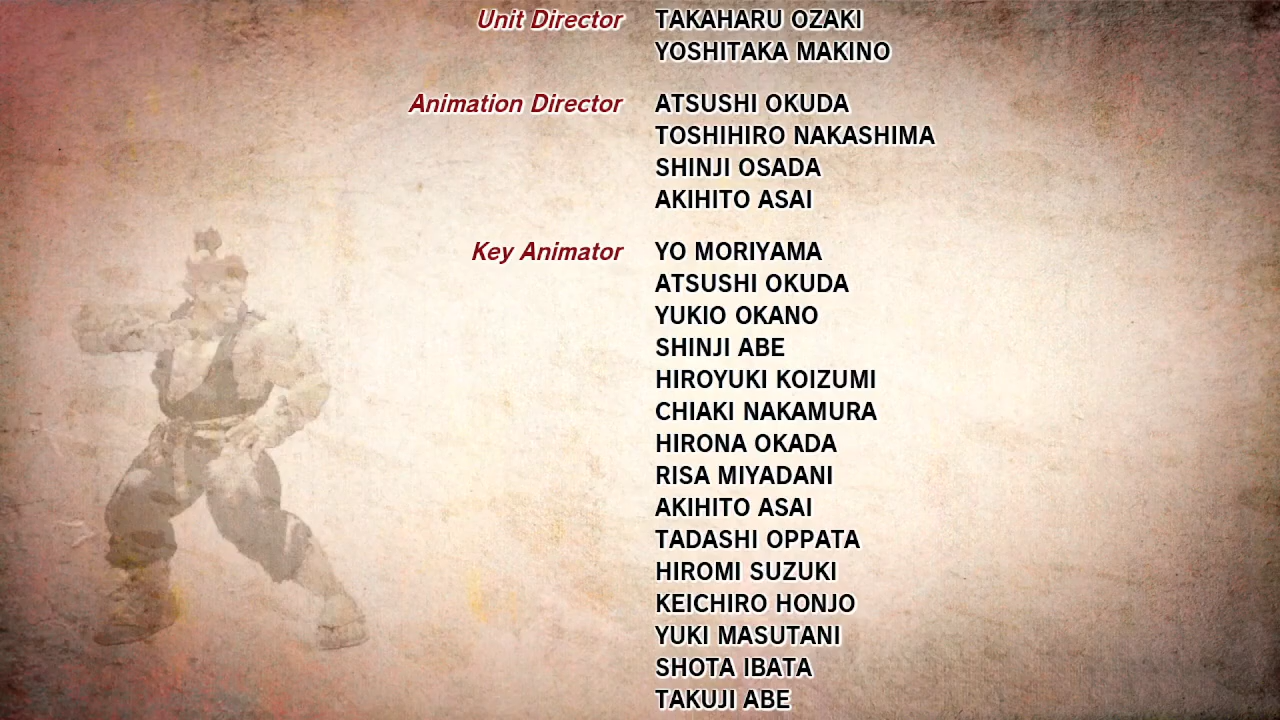 Unit Director TAKAHARU OZAKI
YOSHITAKA MAKINO
Animation Director ATSUSHI OKUDA
TOSHIHIRO NAKASHIMA
SHINJI OSADA
AKIHITO ASAI
Key Animator YO MORIYAMA
ATSUSHI OKUDA
YUKIO OKANO
SHINJI ABE
HIROYUKI KOIZUMI
CHIAKI NAKAMURA
HIRONA OKADA
RISA MIYADANI
AKIHITO ASAI
TADASHI OPPATA
HIROMI SUZUKI
KEICHIRO HONJO
YUKI MASUTANI
SHOTA IBATA
TAKUJI ABE